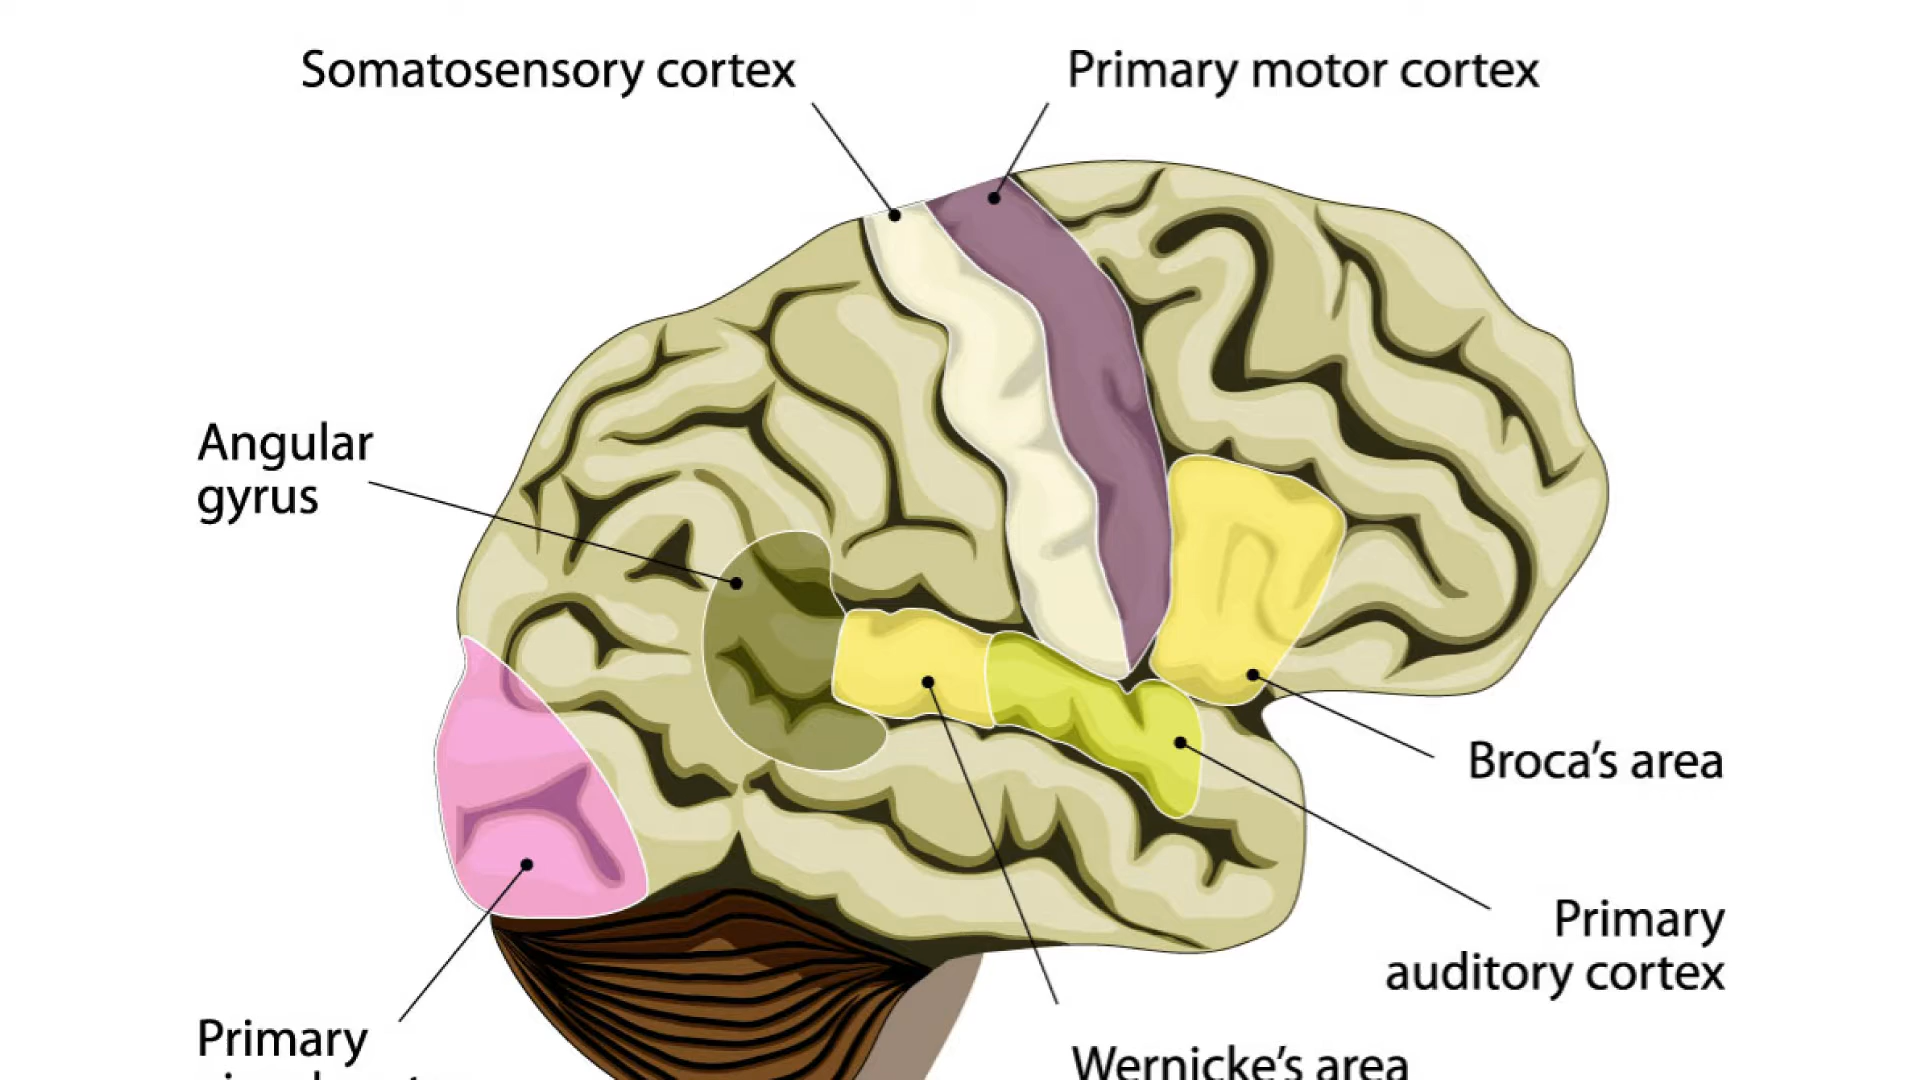 Somatosensory cortex
Primary motor cortex
Angular
gyrus
Broca's area
Primary
auditory cortex
Primary
Wernicke's area